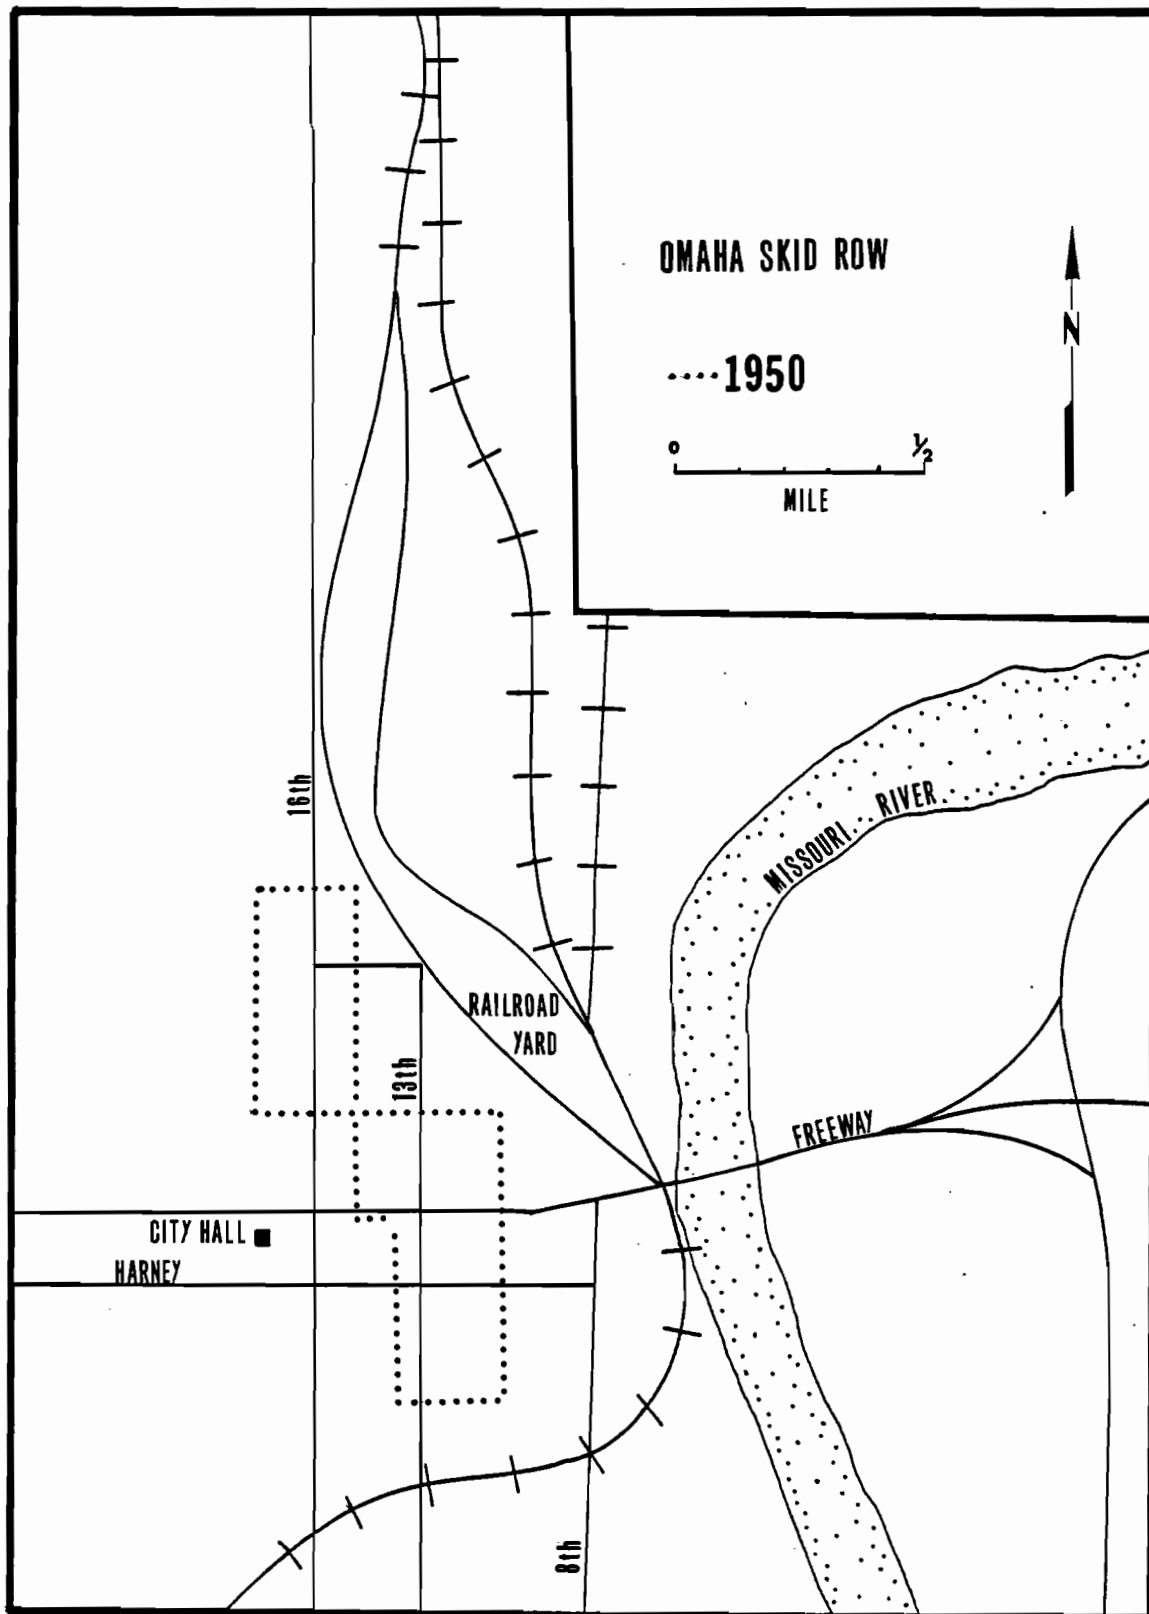 OMAHA SKID ROW
N
····1950
0 ½
MILE
16th
MISSOURI RIVER
RAILROAD
YARD
13th
FREEWAY
CITY HALL
HARNEY
8th